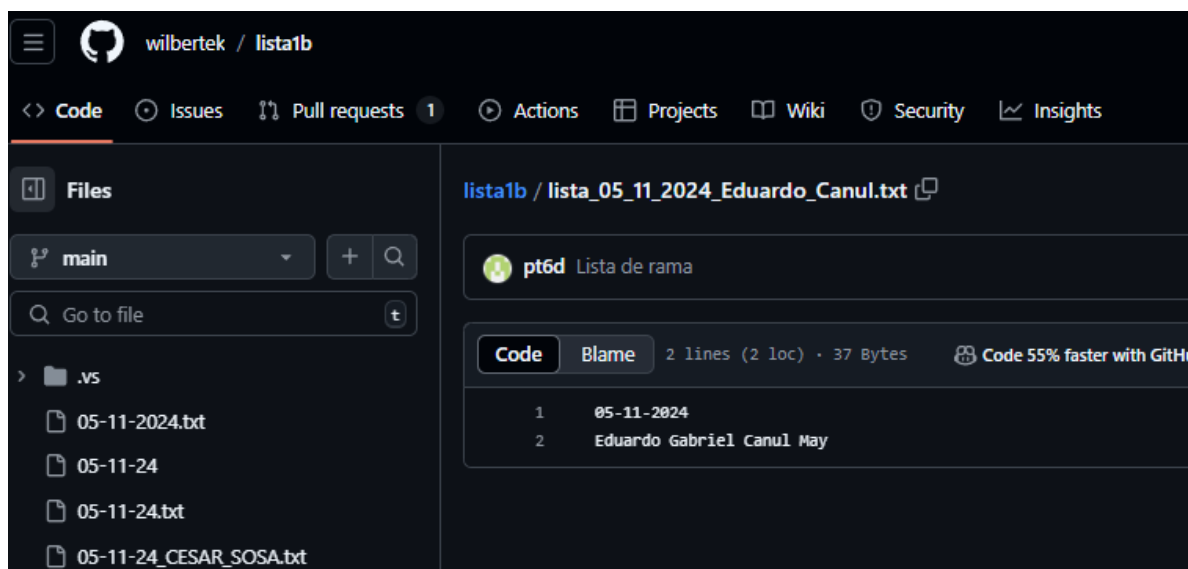 wilbertek / lista1b
Code Issues Pull requests 1 Actions Projects Wiki Security Insights
Files
main
Go to file t
.vs
05-11-2024.txt
05-11-24
05-11-24.txt
05-11-24_CESAR_SOSA.txt
lista1b / lista_05_11_2024_Eduardo_Canul.txt
pt6d Lista de rama
Code Blame 2 lines (2 loc) · 37 Bytes Code 55% faster with GitHu
1 05-11-2024
2 Eduardo Gabriel Canul May